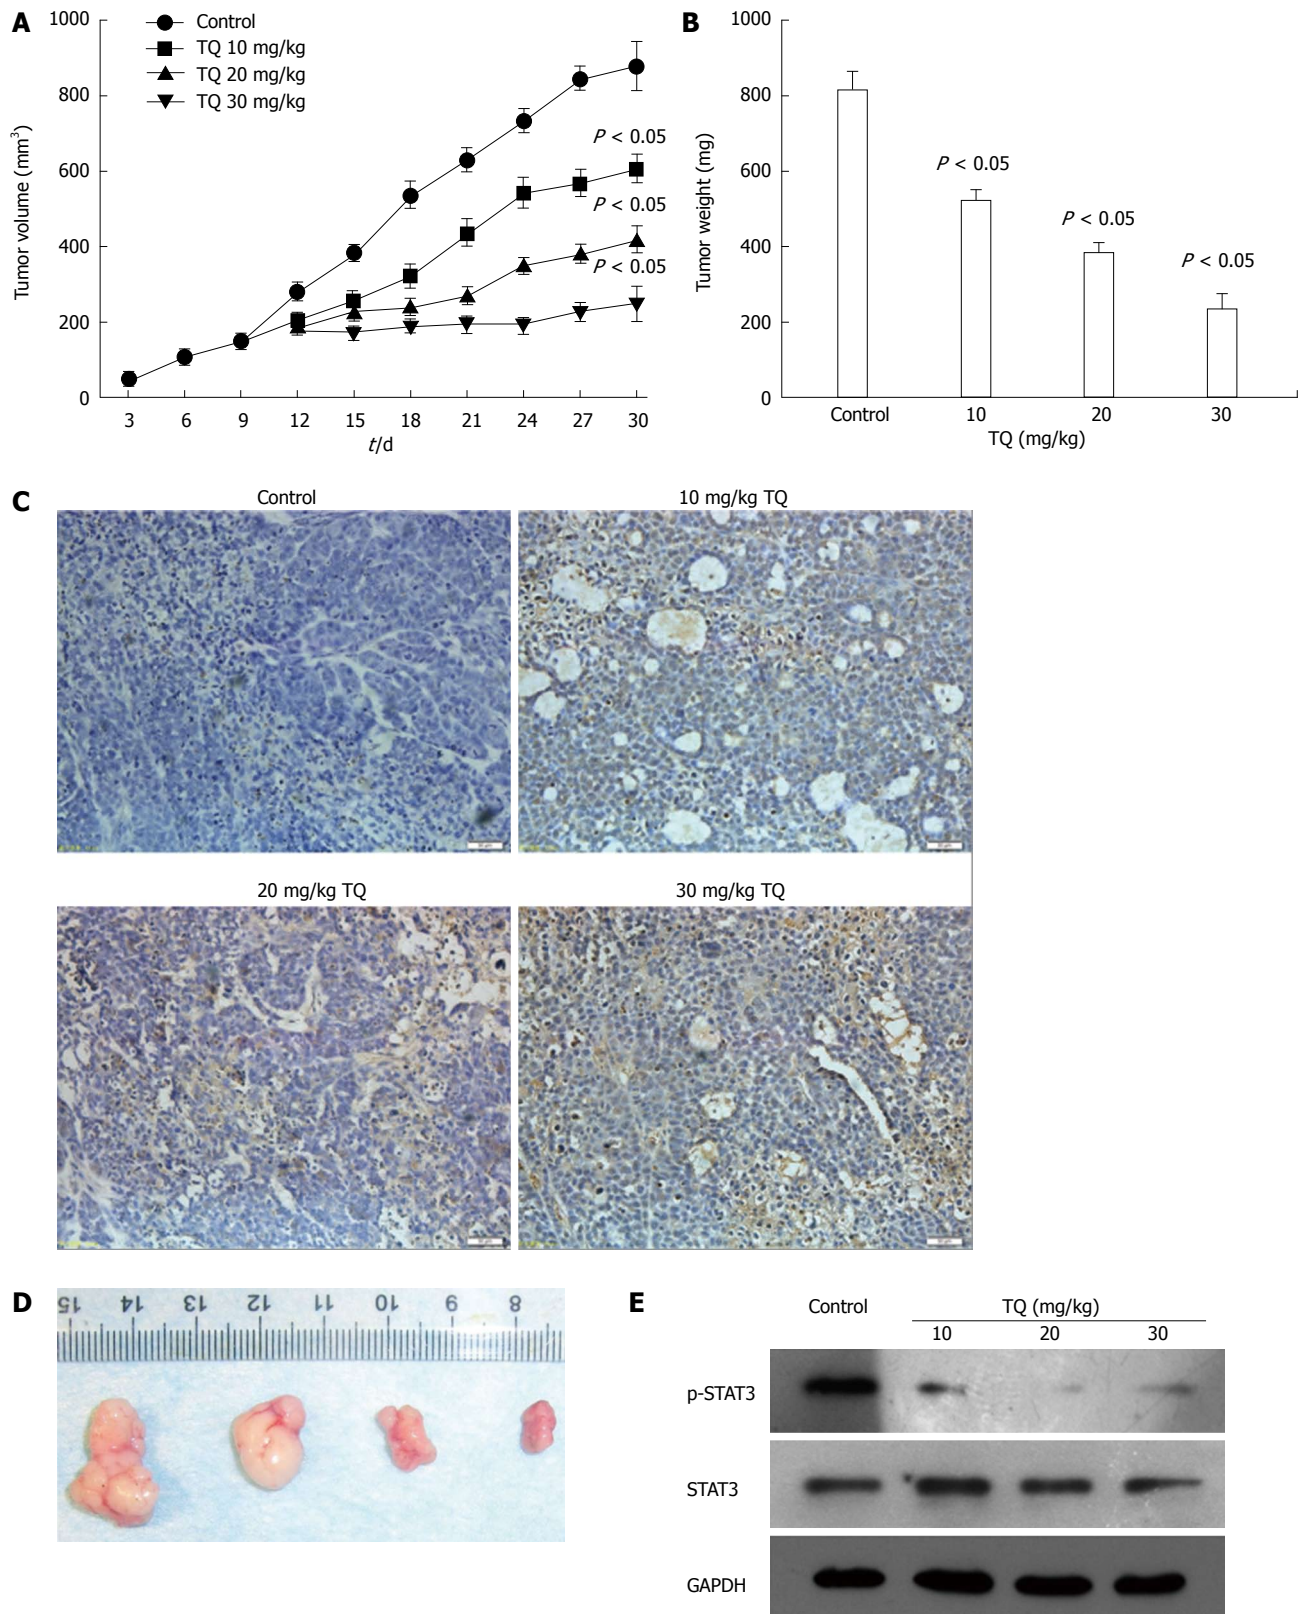 A
Control
TQ 10 mg/kg
TQ 20 mg/kg
TQ 30 mg/kg
Tumor volume (mm³)
1000
800
600
400
200
0
P < 0.05
P < 0.05
P < 0.05
3 6 9 12 15 18 21 24 27 30
t/d
B
Tumor weight (mg)
1000
800
600
400
200
0
P < 0.05
P < 0.05
P < 0.05
Control 10 20 30
TQ (mg/kg)
C
Control
10 mg/kg TQ
20 mg/kg TQ
30 mg/kg TQ
D
15 14 13 12 11 10 9 8
E
Control TQ (mg/kg)
10 20 30
p-STAT3
STAT3
GAPDH